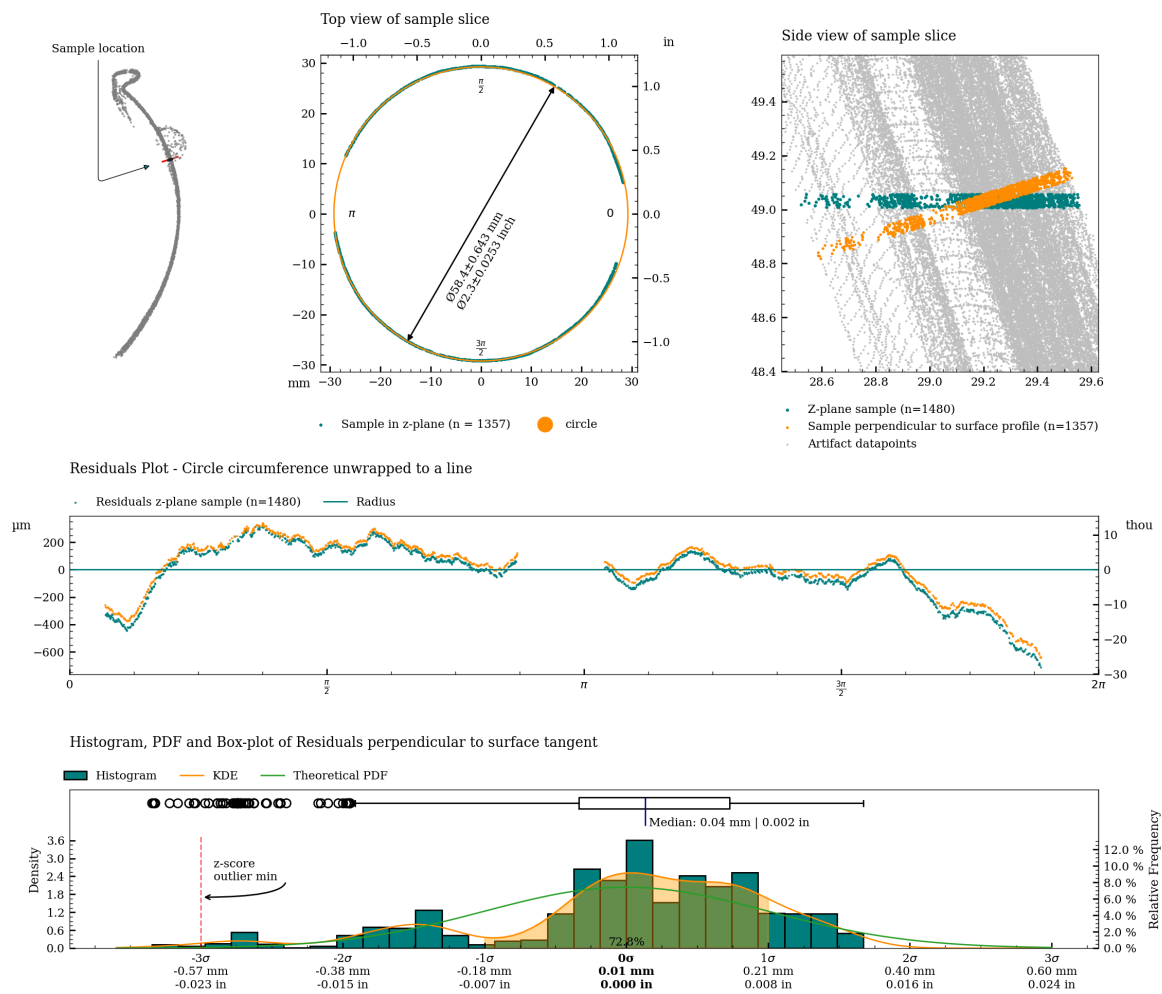 Sample location
Top view of sample slice
−1.0 −0.5 0.0 0.5 1.0 in
30
20
10
0
−10
−20
−30
mm
1.0
0.5
0.0
−0.5
−1.0
π/2
π
0
3π/2
Ø58.4±0.643 mm
Ø2.3±0.0253 inch
−30 −20 −10 0 10 20 30
Sample in z-plane (n = 1357) circle
Side view of sample slice
49.4
49.2
49.0
48.8
48.6
48.4
28.6 28.8 29.0 29.2 29.4 29.6
Z-plane sample (n=1480)
Sample perpendicular to surface profile (n=1357)
Artifact datapoints
Residuals Plot - Circle circumference unwrapped to a line
Residuals z-plane sample (n=1480) Radius
µm
200
0
−200
−400
−600
thou
10
0
−10
−20
−30
0 π/2 π 3π/2 2π
Histogram, PDF and Box-plot of Residuals perpendicular to surface tangent
Histogram KDE Theoretical PDF
Median: 0.04 mm | 0.002 in
z-score
outlier min
Density
3.6
3.0
2.4
1.8
1.2
0.6
0.0
Relative Frequency
12.0 %
10.0 %
8.0 %
6.0 %
4.0 %
2.0 %
0.0 %
72.8%
-3σ -2σ -1σ 0σ 1σ 2σ 3σ
-0.57 mm -0.38 mm -0.18 mm 0.01 mm 0.21 mm 0.40 mm 0.60 mm
-0.023 in -0.015 in -0.007 in 0.000 in 0.008 in 0.016 in 0.024 in